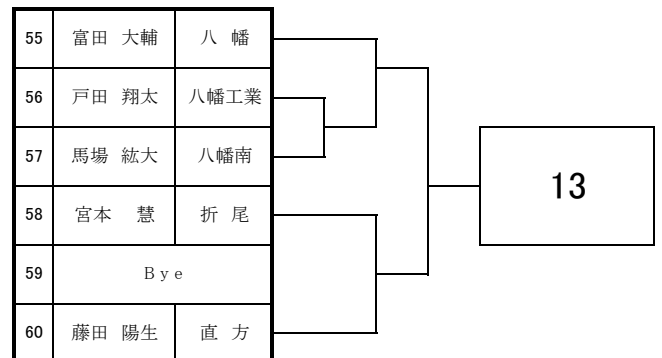 55 富田 大輔 八 幡
56 戸田 翔太 八幡工業
57 馬場 紘大 八幡南
58 宮本 慧 折 尾
59 Bye
60 藤田 陽生 直 方
13